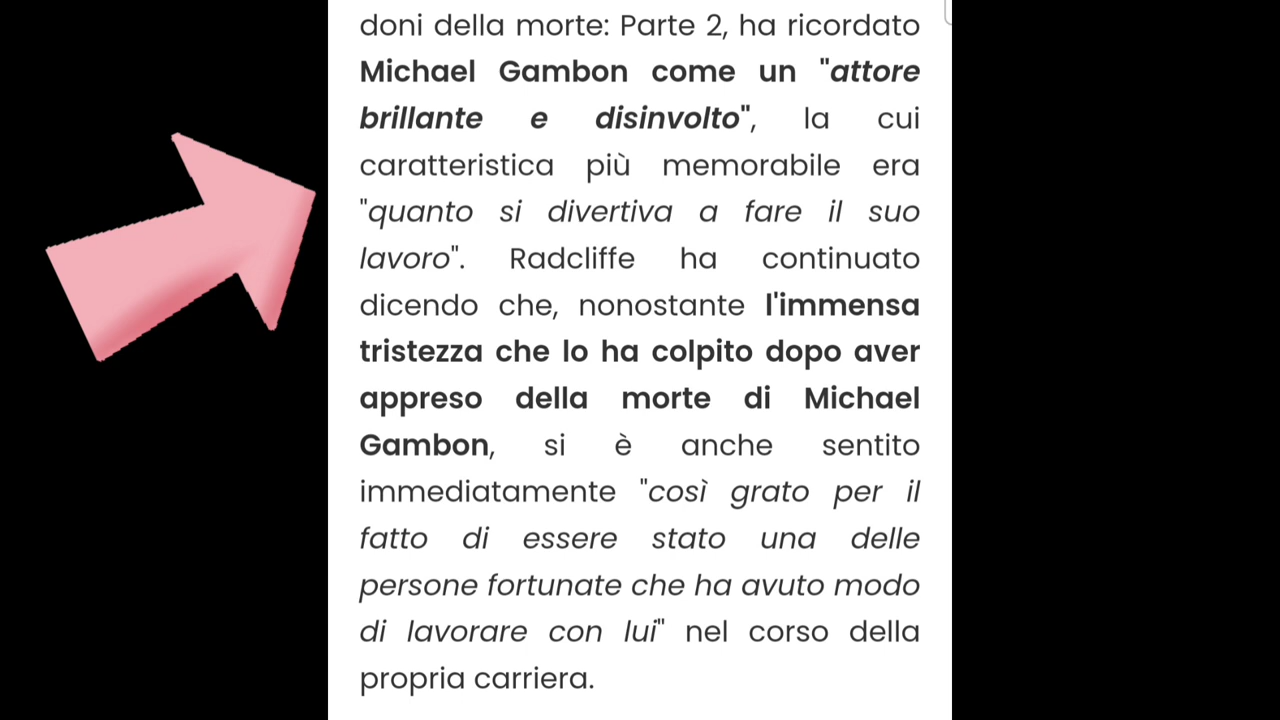 doni della morte: Parte 2, ha ricordato
Michael Gambon come un "attore
brillante e disinvolto", la cui
caratteristica più memorabile era
"quanto si divertiva a fare il suo
lavoro". Radcliffe ha continuato
dicendo che, nonostante l'immensa
tristezza che lo ha colpito dopo aver
appreso della morte di Michael
Gambon, si è anche sentito
immediatamente "così grato per il
fatto di essere stato una delle
persone fortunate che ha avuto modo
di lavorare con lui" nel corso della
propria carriera.